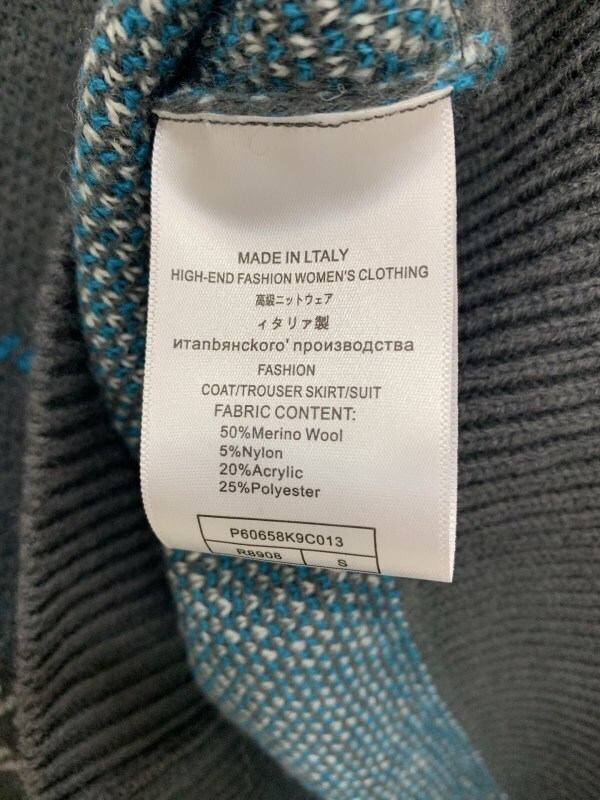 MADE IN LTALY
HIGH-END FASHION WOMEN'S CLOTHING
高級ニットウェア
ィタリァ製
итanbянckoro' производства
FASHION
COAT/TROUSER SKIRT/SUIT
FABRIC CONTENT:
50%Merino Wool
5%Nylon
20%Acrylic
25%Polyester
P60658K9C013
R8908 S